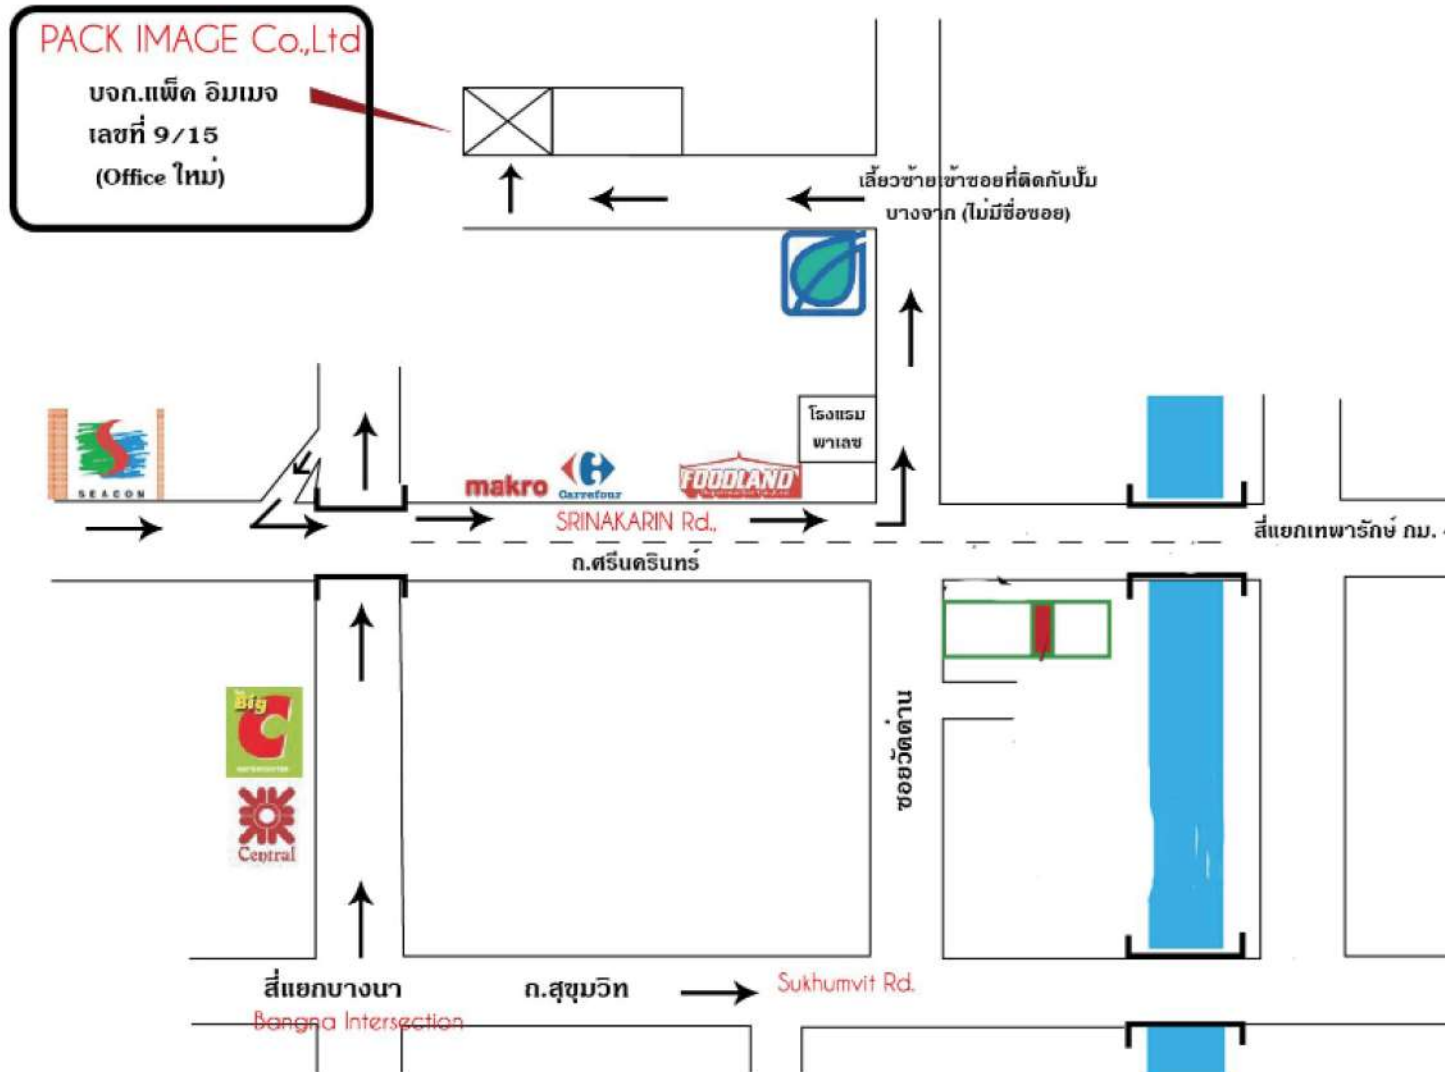 PACK IMAGE Co.,Ltd
บจก.แพ็ค อิมเมจ
เลขที่ 9/15
(Office ใหม่)
เลี้ยวซ้ายเข้าซอยที่ติดกับปั๊ม
บางจาก (ไม่มีชื่อซอย)
โรงแรม
พาเลซ
SEACON
makro
Carrefour
FOODLAND
SRINAKARIN Rd.,
ถ.ศรีนครินทร์
สี่แยกเทพารักษ์ กม.
Big
C
Central
ซอยวัดด่าน
สี่แยกบางนา
Bangna Intersection
ถ.สุขุมวิท
Sukhumvit Rd.